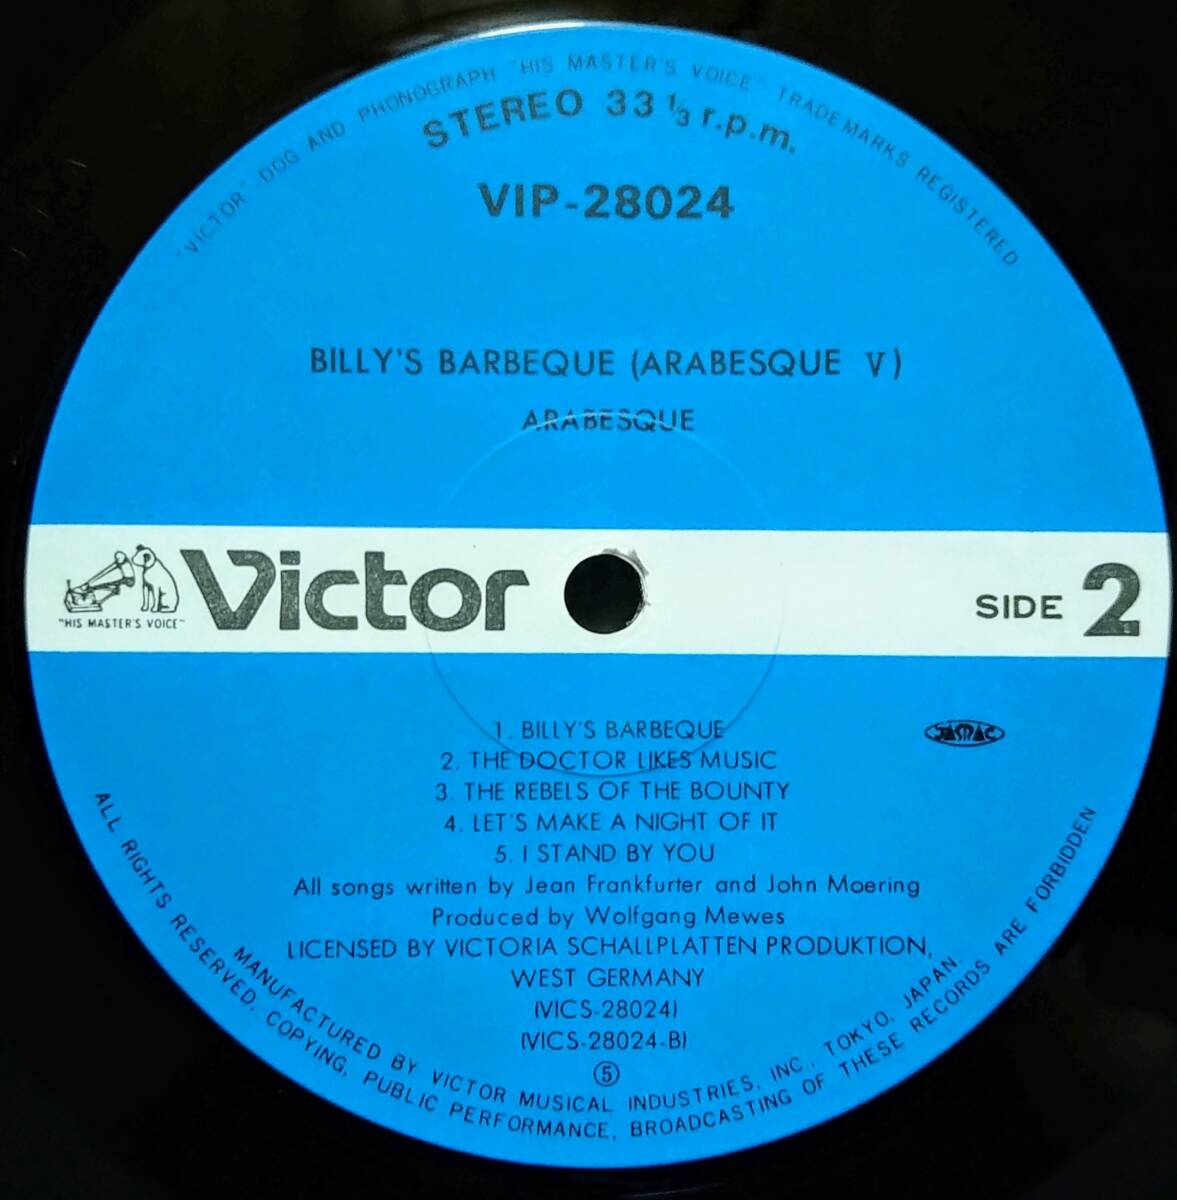 "VICTOR"-DOG AND PHONOGRAPH "HIS MASTER'S VOICE" TRADEMARKS REGISTERED
STEREO 33 1/3 r.p.m.
VIP-28024
BILLY'S BARBEQUE (ARABESQUE V)
ARABESQUE
"HIS MASTER'S VOICE"
Victor
SIDE 2
1. BILLY'S BARBEQUE
2. THE DOCTOR LIKES MUSIC
3. THE REBELS OF THE BOUNTY
4. LET'S MAKE A NIGHT OF IT
5. I STAND BY YOU
JASRAC
All songs written by Jean Frankfurter and John Moering
Produced by Wolfgang Mewes
LICENSED BY VICTORIA SCHALLPLATTEN PRODUKTION,
WEST GERMANY
(VICS-28024)
(VICS-28024-B)
⑤
MANUFACTURED BY VICTOR MUSICAL INDUSTRIES, INC., TOKYO, JAPAN.
ALL RIGHTS RESERVED, COPYING, PUBLIC PERFORMANCE, BROADCASTING OF THESE RECORDS ARE FORBIDDEN